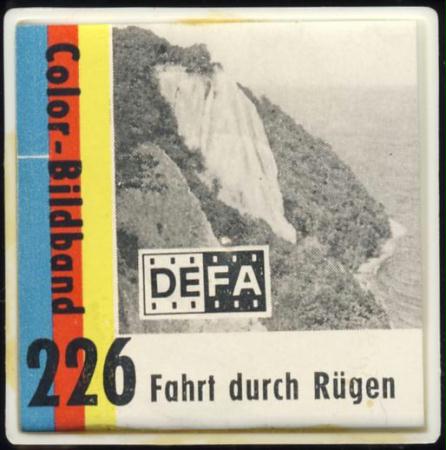 Color-Bildband
DEFA
226 Fahrt durch Rügen